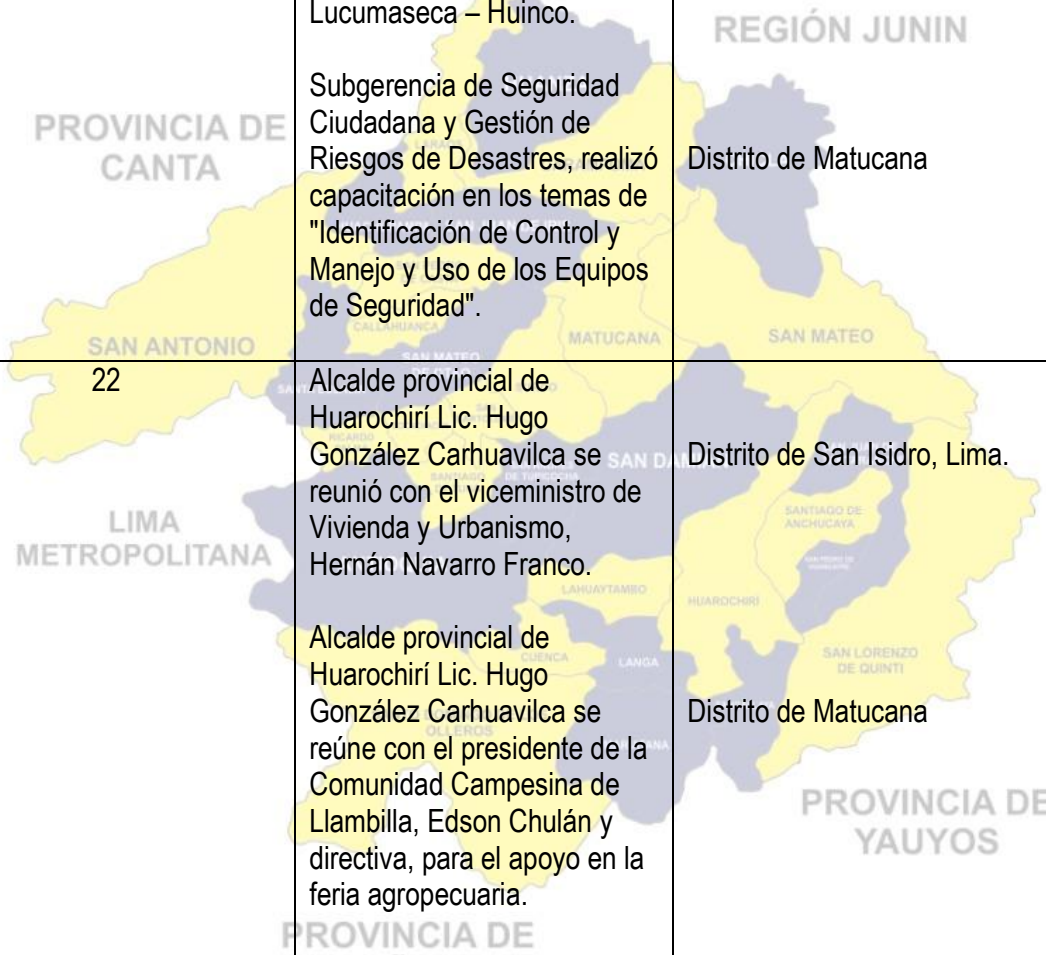 Lucumaseca – Huinco.
REGIÓN JUNIN
PROVINCIA DE
CANTA
Subgerencia de Seguridad
Ciudadana y Gestión de
Riesgos de Desastres, realizó
capacitación en los temas de
"Identificación de Control y
Manejo y Uso de los Equipos
de Seguridad".
Distrito de Matucana
SAN ANTONIO
CALLAHUANCA
MATUCANA
SAN MATEO
SAN MATEO
22
Alcalde provincial de
Huarochirí Lic. Hugo
González Carhuavilca se
reunió con el viceministro de
Vivienda y Urbanismo,
Hernán Navarro Franco.
Distrito de San Isidro, Lima.
LIMA
METROPOLITANA
SANTIAGO DE
ANCHUCAYA
LAHUAYTAMBO
HUAROCHIRI
CUENCA
LANGA
SAN LORENZO
DE QUINTI
Alcalde provincial de
Huarochirí Lic. Hugo
González Carhuavilca se
reúne con el presidente de la
Comunidad Campesina de
Llambilla, Edson Chulán y
directiva, para el apoyo en la
feria agropecuaria.
Distrito de Matucana
OLLEROS
PROVINCIA DE
YAUYOS
PROVINCIA DE